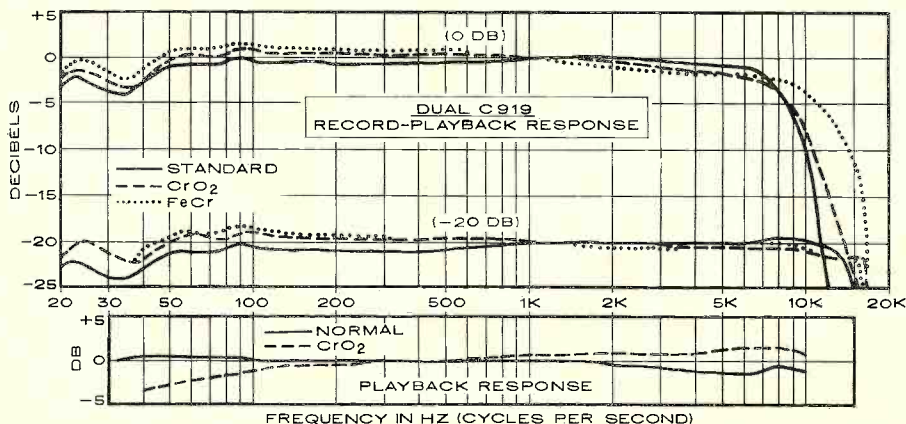 +5
0
-5
-10
-15
-20
-25
DECIBELS
(0 DB)
DUAL C919
RECORD-PLAYBACK RESPONSE
STANDARD
CrO2
FeCr
(-20 DB)
20 30 50 100 200 500 1K 2K 5K 10K 20K
+5
0
-5
DB
NORMAL
CrO2
PLAYBACK RESPONSE
FREQUENCY IN HZ (CYCLES PER SECOND)